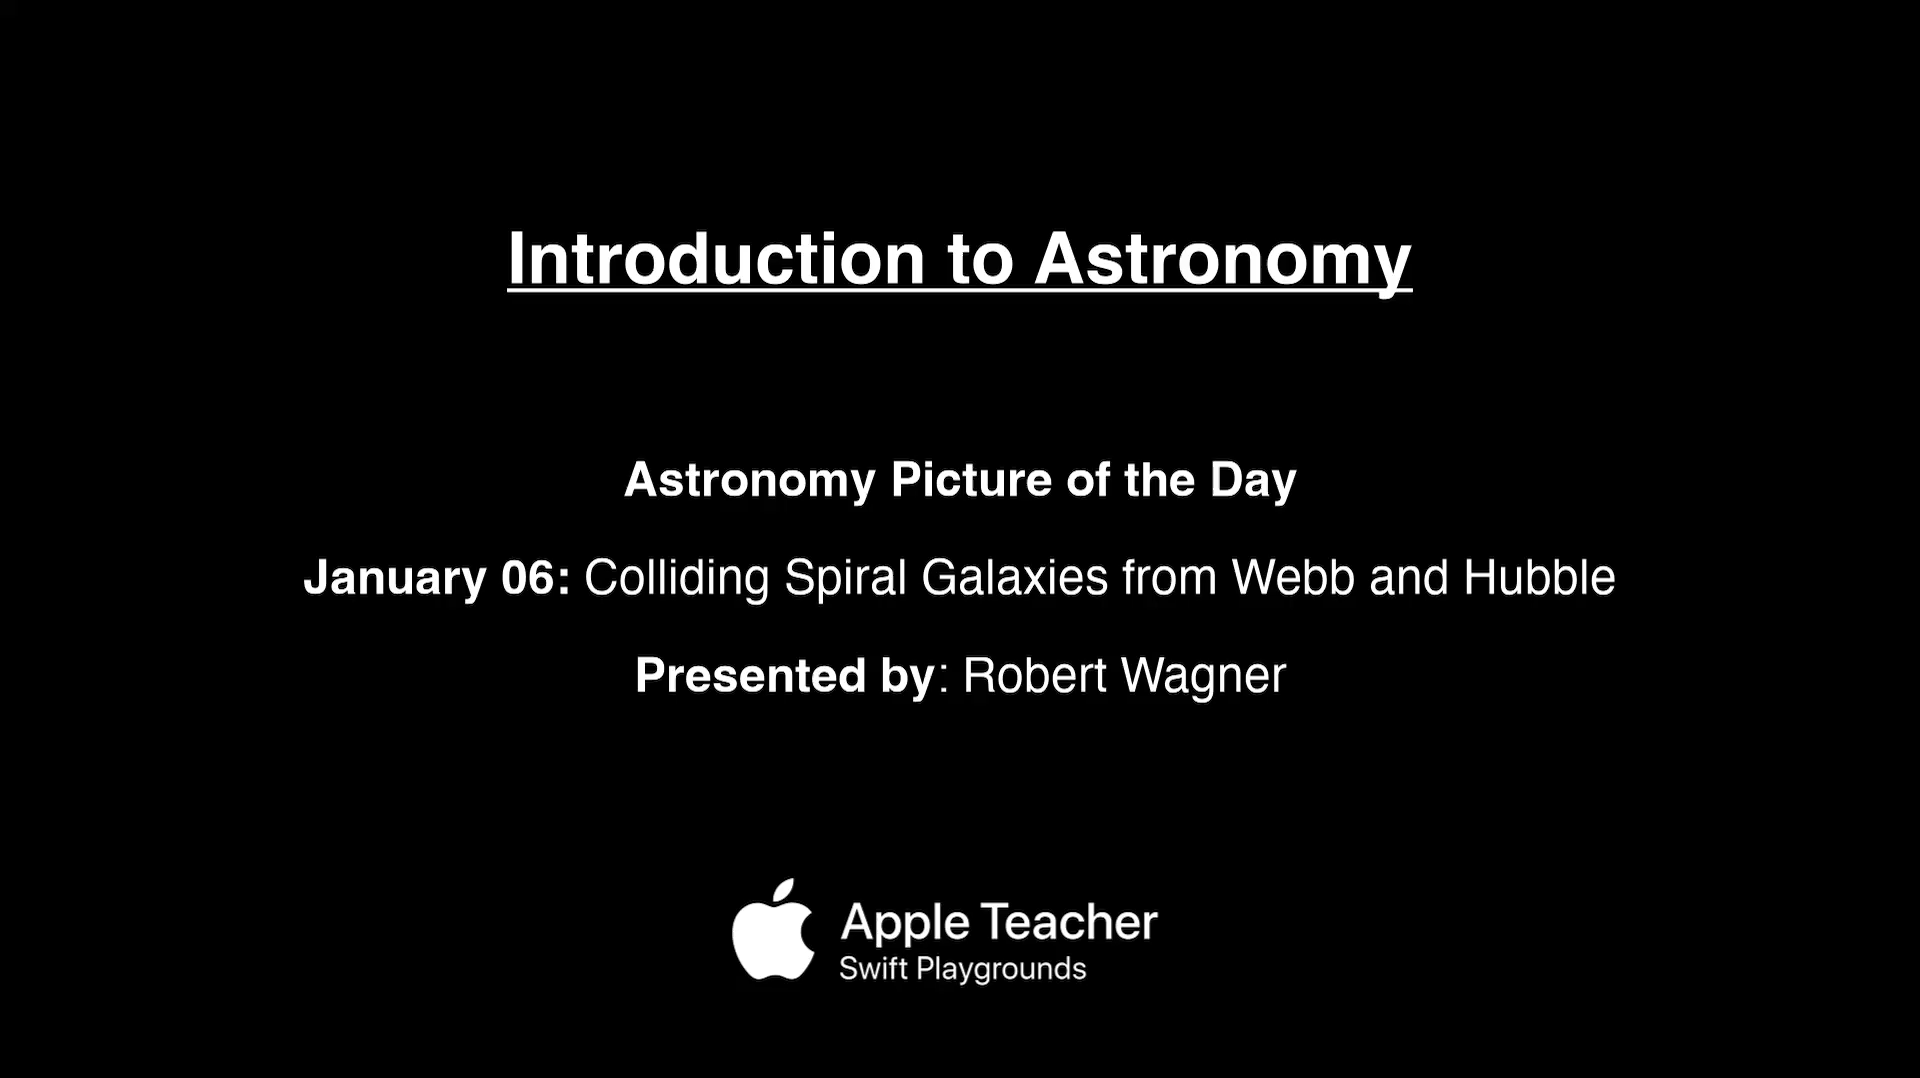 Introduction to Astronomy
Astronomy Picture of the Day
January 06: Colliding Spiral Galaxies from Webb and Hubble
Presented by: Robert Wagner
Apple Teacher
Swift Playgrounds